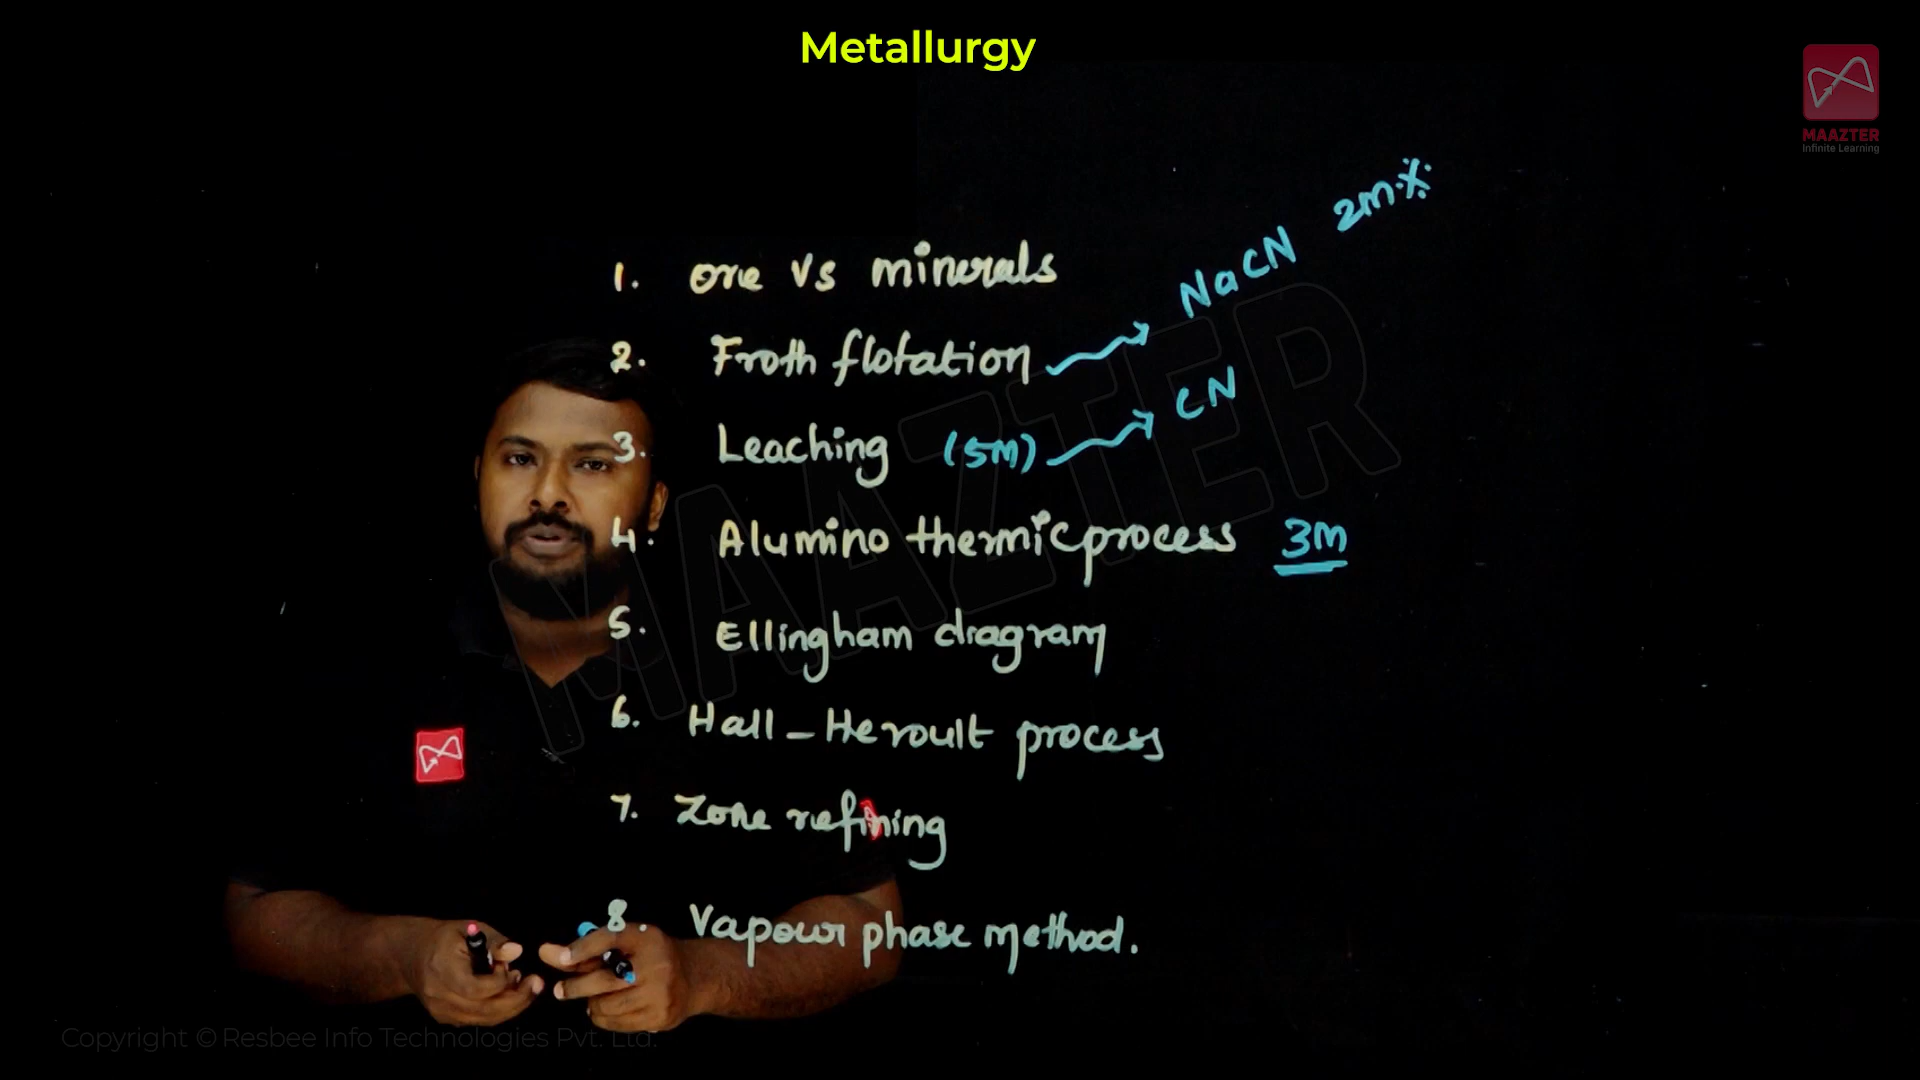 Metallurgy
MAAZTER
Infinite Learning
1. ore Vs minerals
2. Froth flotation → NaCN 2M※
3. Leaching (5M) → CN
4. Alumino thermic process 3M
5. Ellingham diagram
6. Hall-Heroult process
7. Zone refining
8. Vapour phase method.
MAAZTER
Copyright © Resbee Info Technologies Pvt. Ltd.